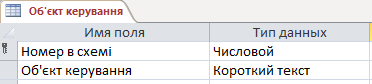 Об'єкт керування
Имя поля Тип данных
Номер в схемі Числовой
Об'єкт керування Короткий текст